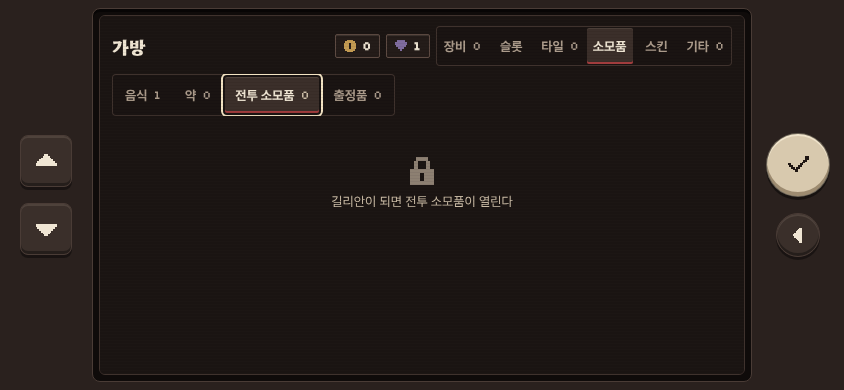 가방
0
1
장비 0 슬롯 타일 0 소모품 스킨 기타 0
음식 1 약 0 전투 소모품 0 출정품 0
길리안이 되면 전투 소모품이 열린다